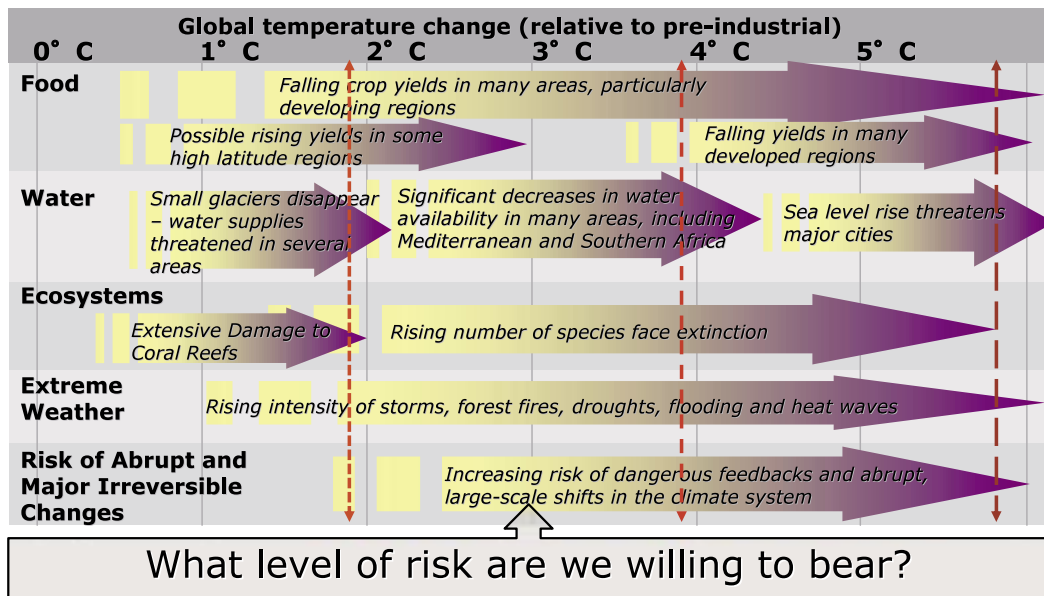 Global temperature change (relative to pre-industrial)
0° C 1° C 2° C 3° C 4° C 5° C
Food
Falling crop yields in many areas, particularly
developing regions
Possible rising yields in some
high latitude regions
Falling yields in many
developed regions
Water
Small glaciers disappear
– water supplies
threatened in several
areas
Significant decreases in water
availability in many areas, including
Mediterranean and Southern Africa
Sea level rise threatens
major cities
Ecosystems
Extensive Damage to
Coral Reefs
Rising number of species face extinction
Extreme
Weather
Rising intensity of storms, forest fires, droughts, flooding and heat waves
Risk of Abrupt and
Major Irreversible
Changes
Increasing risk of dangerous feedbacks and abrupt,
large-scale shifts in the climate system
What level of risk are we willing to bear?